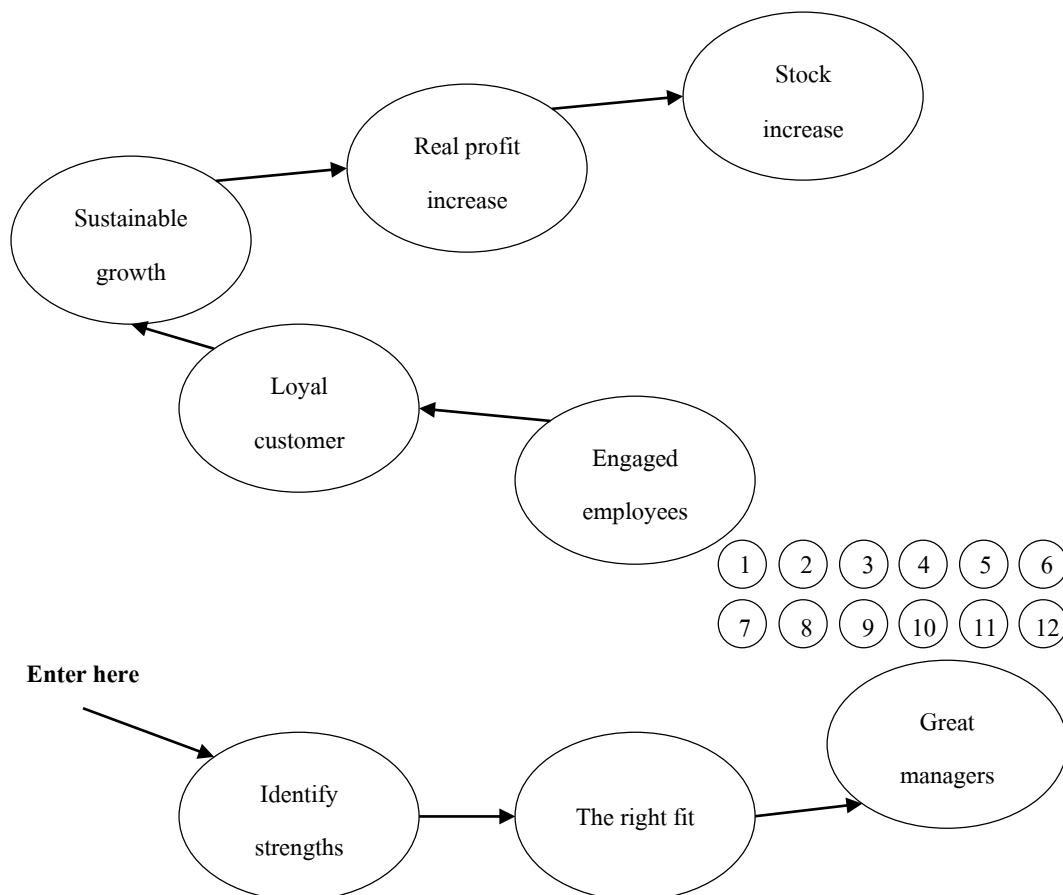 Stock
increase
Real profit
increase
Sustainable
growth
Loyal
customer
Engaged
employees
1 2 3 4 5 6
7 8 9 10 11 12
Enter here
Great
managers
Identify
strengths
The right fit